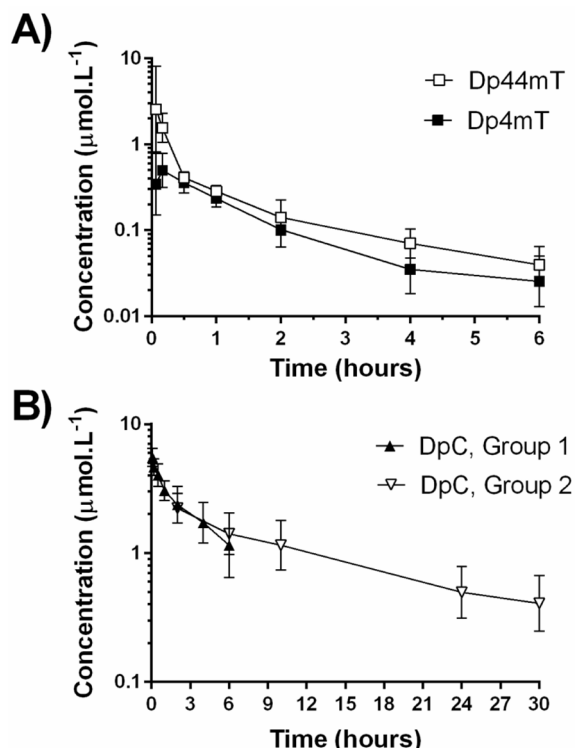 A)
Concentration (µmol.L⁻¹)
10
1
0.1
0.01
Dp44mT
Dp4mT
0 1 2 3 4 5 6
Time (hours)
B)
Concentration (µmol.L⁻¹)
10
1
0.1
DpC, Group 1
DpC, Group 2
0 3 6 9 12 15 18 21 24 27 30
Time (hours)